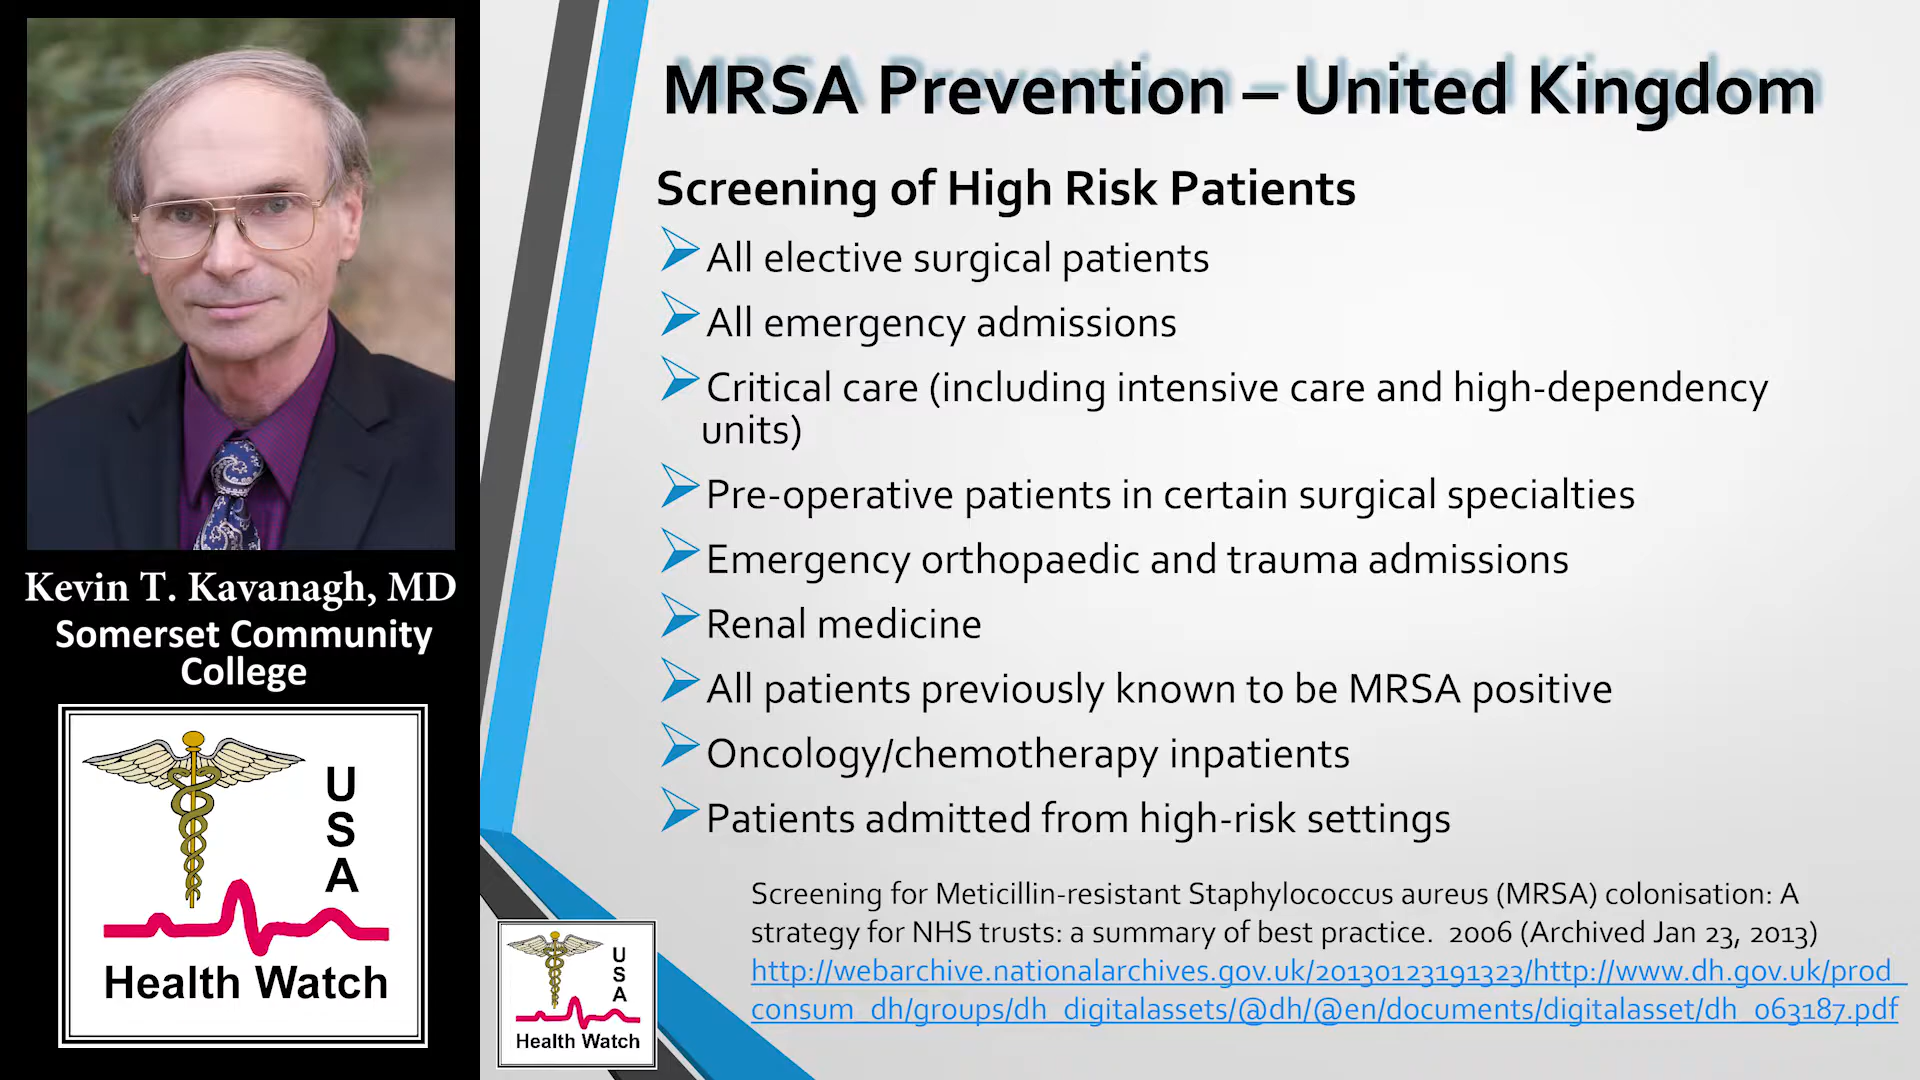 MRSA Prevention – United Kingdom
Screening of High Risk Patients
All elective surgical patients
All emergency admissions
Critical care (including intensive care and high-dependency
units)
Pre-operative patients in certain surgical specialties
Emergency orthopaedic and trauma admissions
Renal medicine
All patients previously known to be MRSA positive
Oncology/chemotherapy inpatients
Patients admitted from high-risk settings
Screening for Meticillin-resistant Staphylococcus aureus (MRSA) colonisation: A
strategy for NHS trusts: a summary of best practice. 2006 (Archived Jan 23, 2013)
http://webarchive.nationalarchives.gov.uk/20130123191323/http://www.dh.gov.uk/prod_
consum_dh/groups/dh_digitalassets/@dh/@en/documents/digitalasset/dh_063187.pdf
Kevin T. Kavanagh, MD
Somerset Community
College
USA
Health Watch
USA
Health Watch